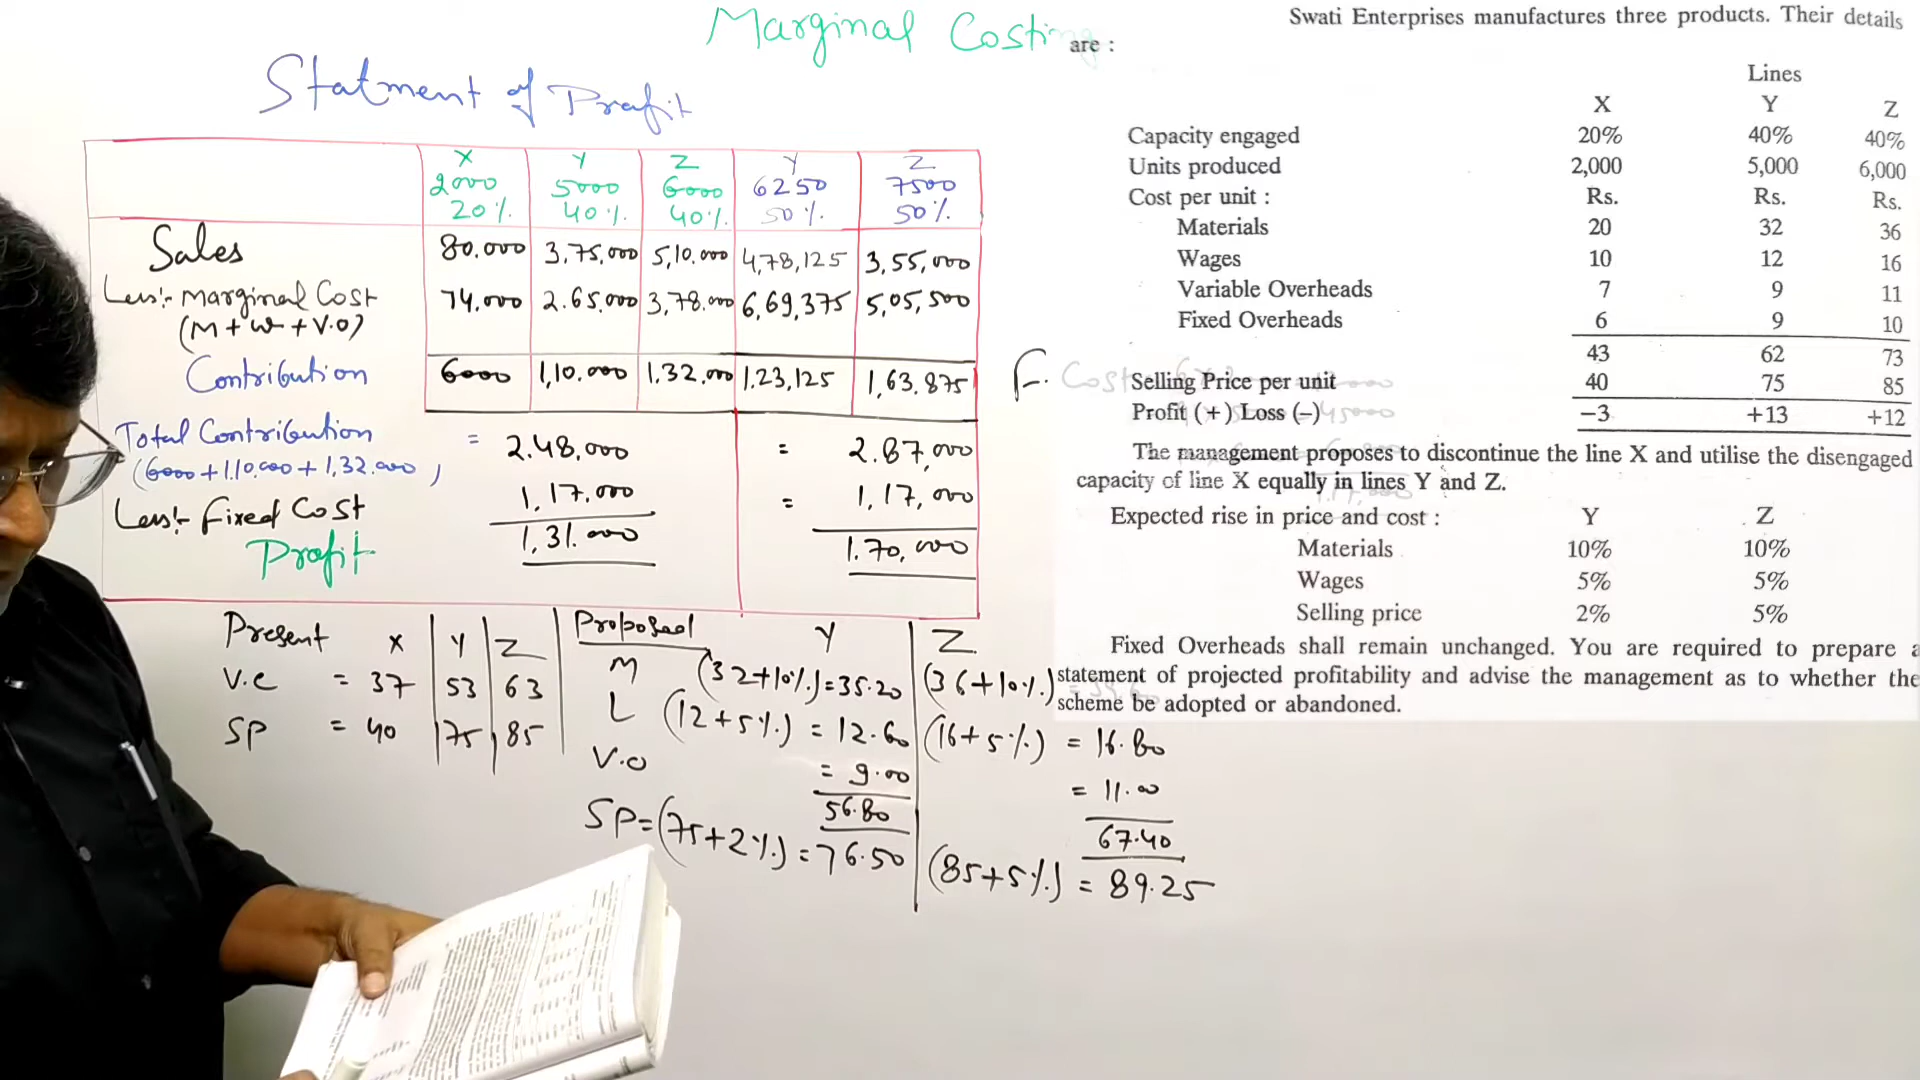 Marginal Costin
Statment of Profit
X Y Z Y Z
2000 5000 6000 6250 7500
20%. 40%. 40%. 50%. 50%.
Sales 80.000 3,75,000 5,10.000 4,78,125 3,55,000
Less:- Marginal Cost 74.000 2.65.000 3,78.000 6,69,375 5,05,500
(M+w+V.O)
Contribution 6000 1,10.000 1.32.000 1.23,125 1,63.875
Total Contribution = 2.48,000 = 2.87,000
(6000+1,10.000+1,32.000)
Less:- Fixed Cost 1,17.000 = 1,17,000
Profit 1,31.000 1.70,000
Present X Y Z
V.C = 37 53 63
SP = 40 75 85
Proposed Y Z.
M (32+10%.)=35.20 (36+10%.)
L (12+5%.) = 12.60 (16+5%.) = 16.80
V.O = 9.00 = 11.00
56.80 67.40
SP=(75+2%.)=76.50 (85+5%.) = 89.25
F. Cost
45000
Swati Enterprises manufactures three products. Their details
are :
Lines
X Y Z
Capacity engaged 20% 40% 40%
Units produced 2,000 5,000 6,000
Cost per unit : Rs. Rs. Rs.
Materials 20 32 36
Wages 10 12 16
Variable Overheads 7 9 11
Fixed Overheads 6 9 10
43 62 73
Selling Price per unit 40 75 85
Profit (+) Loss (–) –3 +13 +12
The management proposes to discontinue the line X and utilise the disengaged
capacity of line X equally in lines Y and Z.
Expected rise in price and cost : Y Z
Materials 10% 10%
Wages 5% 5%
Selling price 2% 5%
Fixed Overheads shall remain unchanged. You are required to prepare a
statement of projected profitability and advise the management as to whether the
scheme be adopted or abandoned.